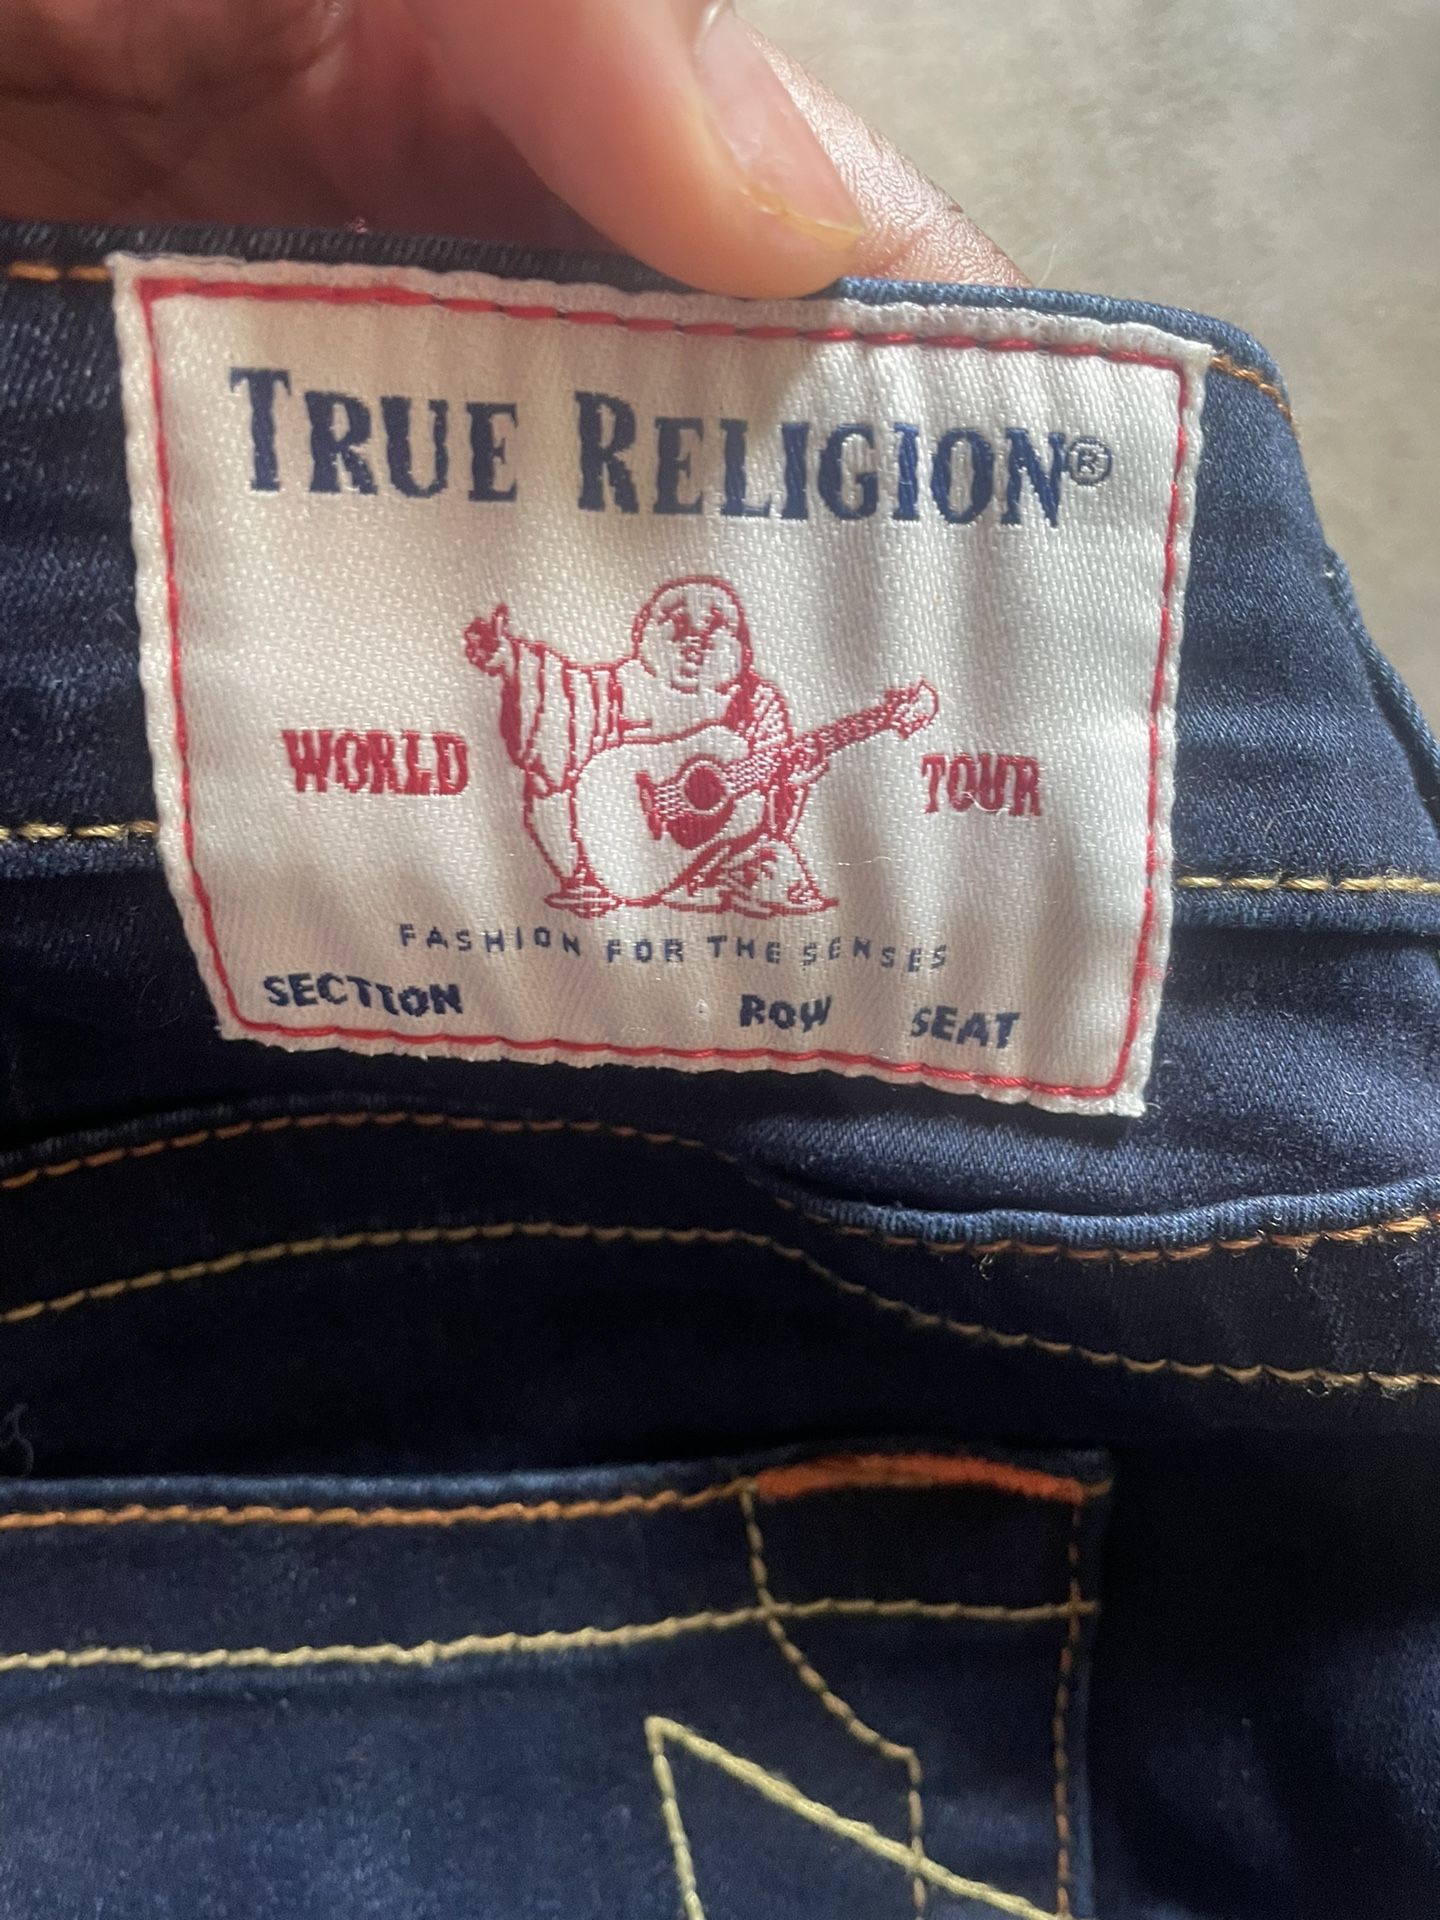 TRUE RELIGION®
WORLD TOUR
FASHION FOR THE SENSES
SECTION ROW SEAT